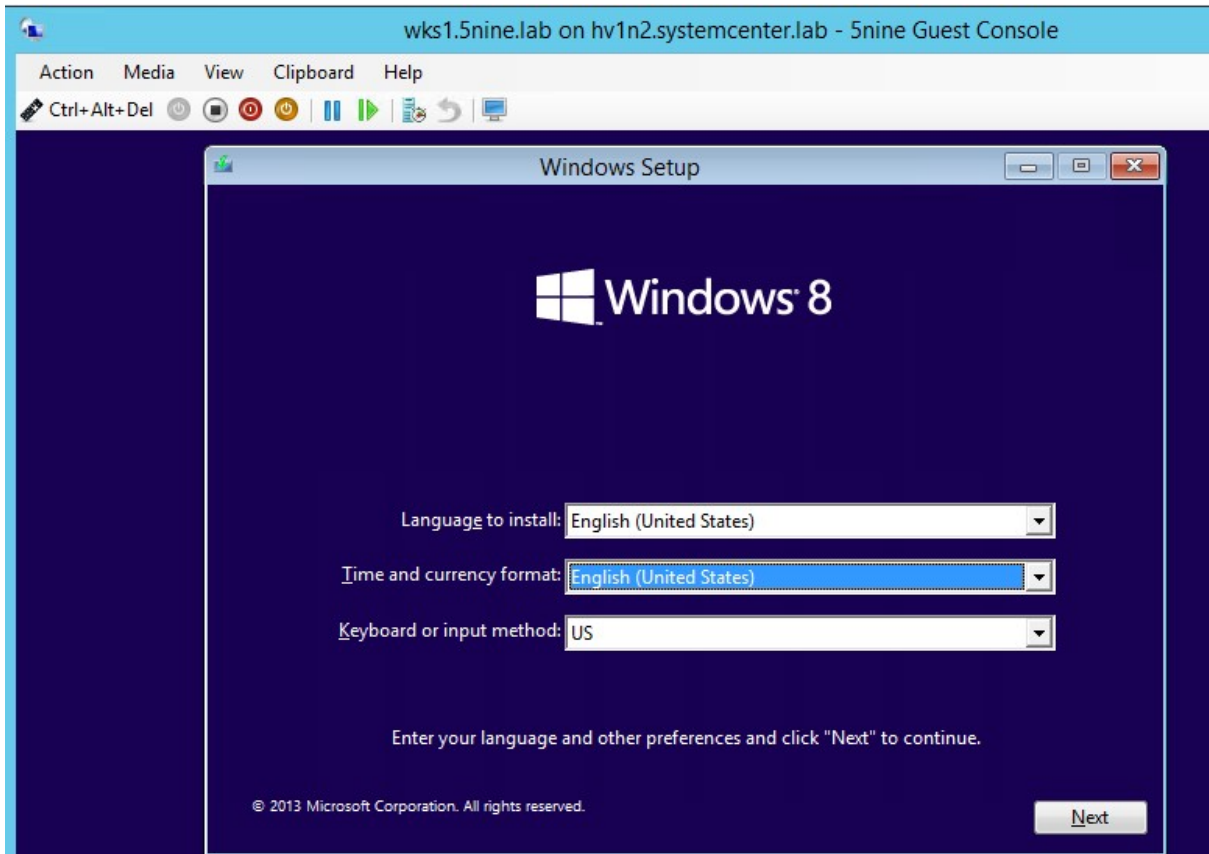 wks1.5nine.lab on hv1n2.systemcenter.lab - 5nine Guest Console
Action Media View Clipboard Help
Ctrl+Alt+Del
Windows Setup
Windows 8
Language to install: English (United States)
Time and currency format: English (United States)
Keyboard or input method: US
Enter your language and other preferences and click "Next" to continue.
© 2013 Microsoft Corporation. All rights reserved.
Next